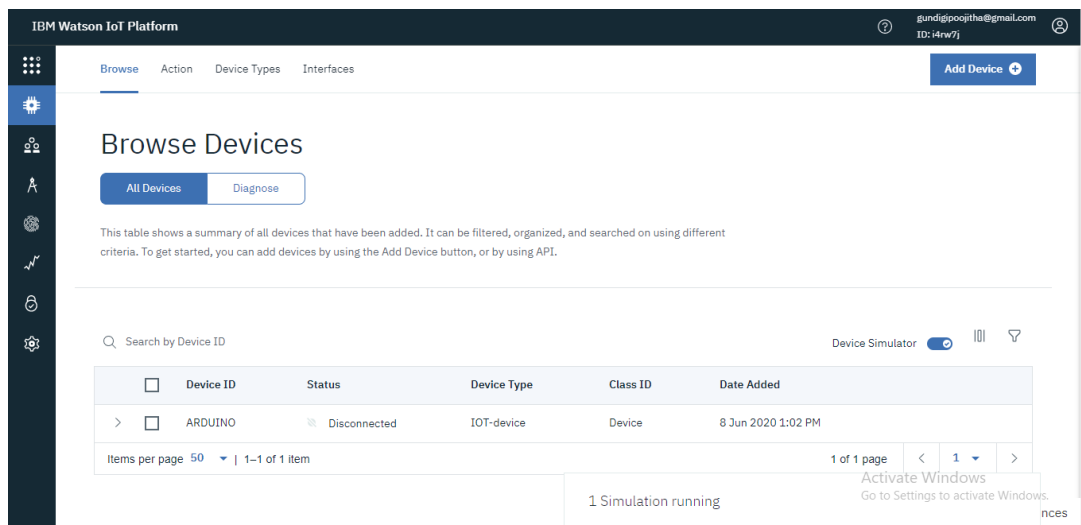 IBM Watson IoT Platform
gundigipoojitha@gmail.com
ID: i4rw7j
Browse Action Device Types Interfaces
Add Device
Browse Devices
All Devices Diagnose
This table shows a summary of all devices that have been added. It can be filtered, organized, and searched on using different
criteria. To get started, you can add devices by using the Add Device button, or by using API.
Search by Device ID
Device Simulator
Device ID Status Device Type Class ID Date Added
ARDUINO Disconnected IOT-device Device 8 Jun 2020 1:02 PM
Items per page 50 | 1–1 of 1 item
1 of 1 page 1
Activate Windows
Go to Settings to activate Windows.
1 Simulation running
nces